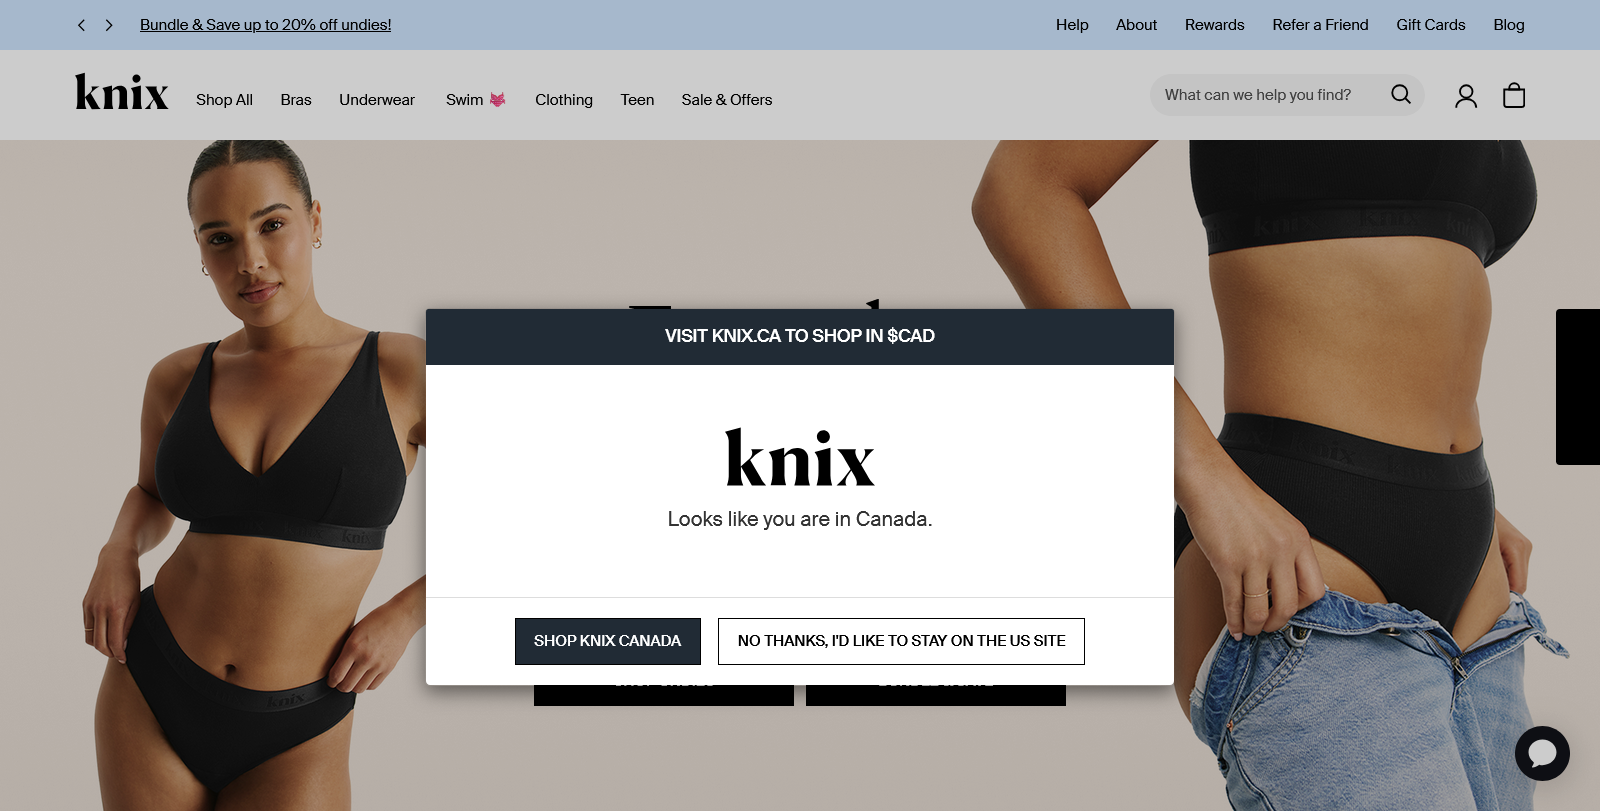 Bundle & Save up to 20% off undies!
Help
About
Rewards
Refer a Friend
Gift Cards
Blog
knix
Shop All
Bras
Underwear
Swim
Clothing
Teen
Sale & Offers
What can we help you find?
VISIT KNIX.CA TO SHOP IN $CAD
knix
Looks like you are in Canada.
SHOP KNIX CANADA
NO THANKS, I'D LIKE TO STAY ON THE US SITE
knix
knix
knix